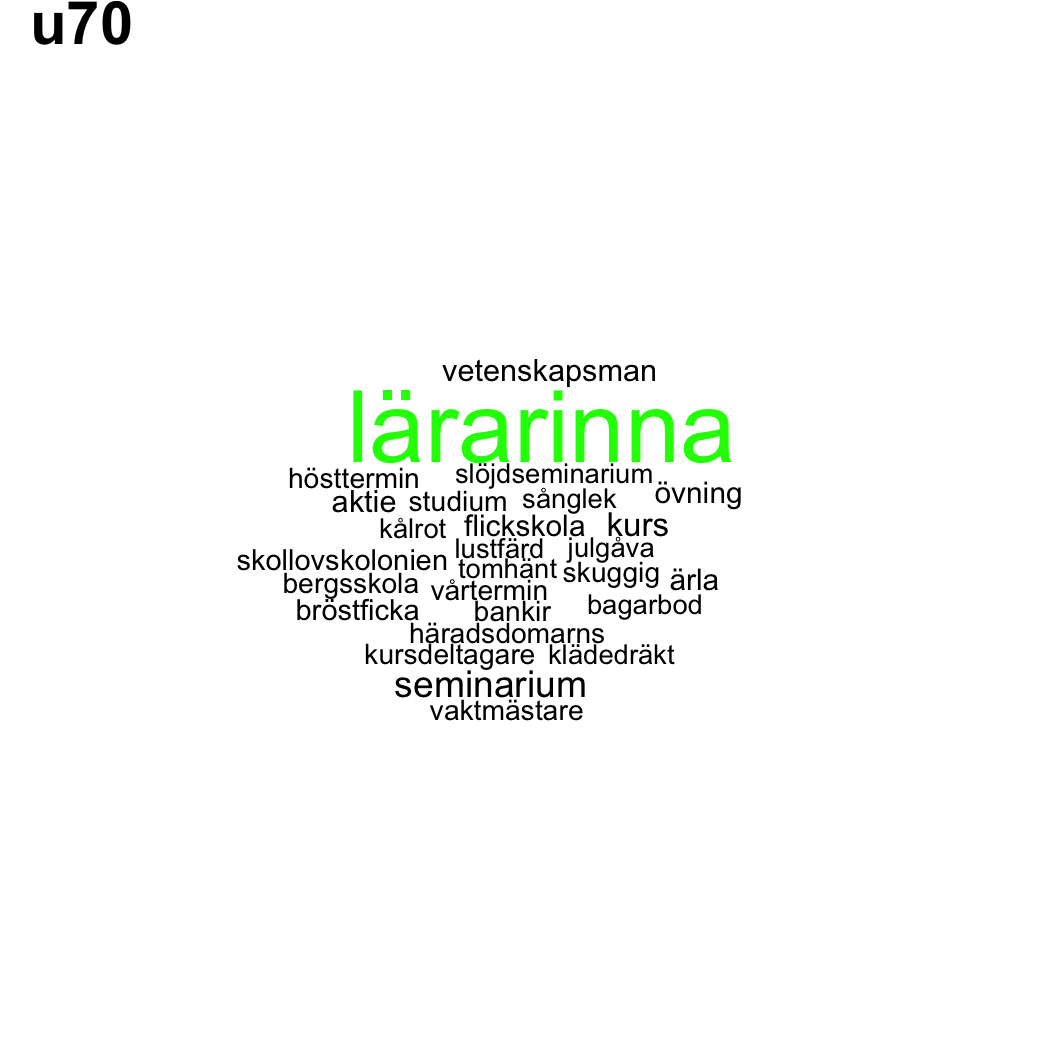 u70
vetenskapsman
lärarinna
hösttermin slöjdseminarium
aktie studium sånglek övning
kålrot flickskola kurs
skollovskolonien lustfärd julgåva
bergsskola tomhänt skuggig ärla
vårtermin
bröstficka bankir bagarbod
häradsdomarns
kursdeltagare klädedräkt
seminarium
vaktmästare